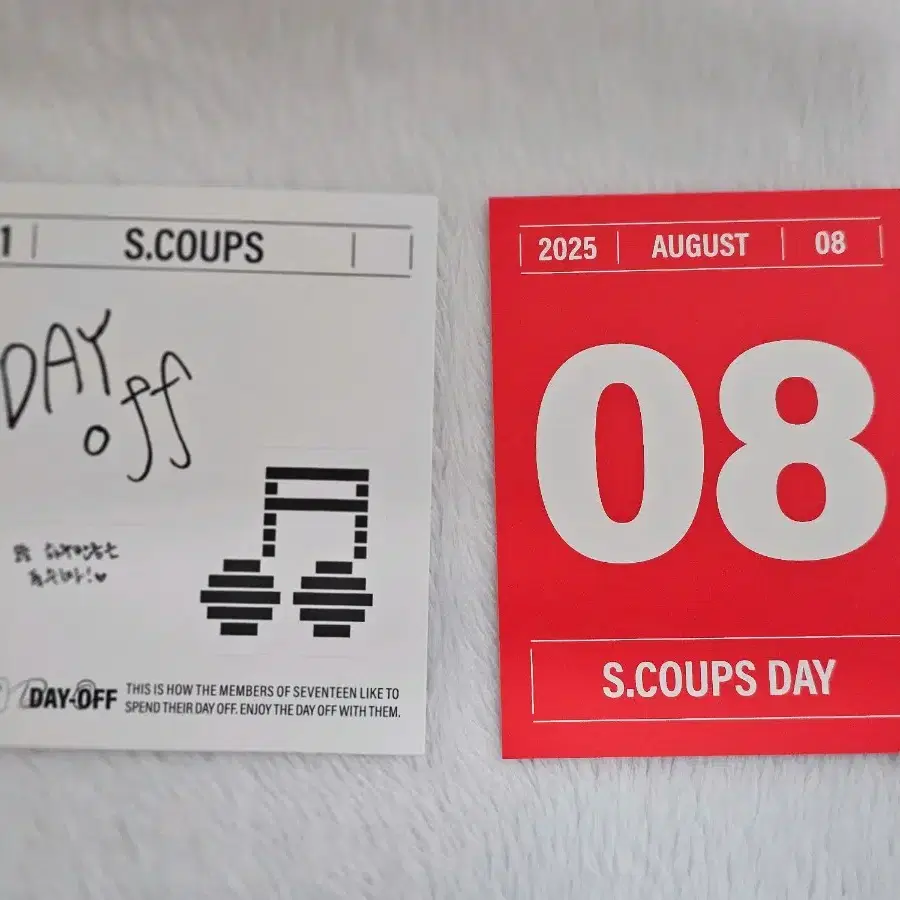 1 S.COUPS
DAY
off
DAY-OFF
THIS IS HOW THE MEMBERS OF SEVENTEEN LIKE TO
SPEND THEIR DAY OFF. ENJOY THE DAY OFF WITH THEM.
2025 AUGUST 08
08
S.COUPS DAY